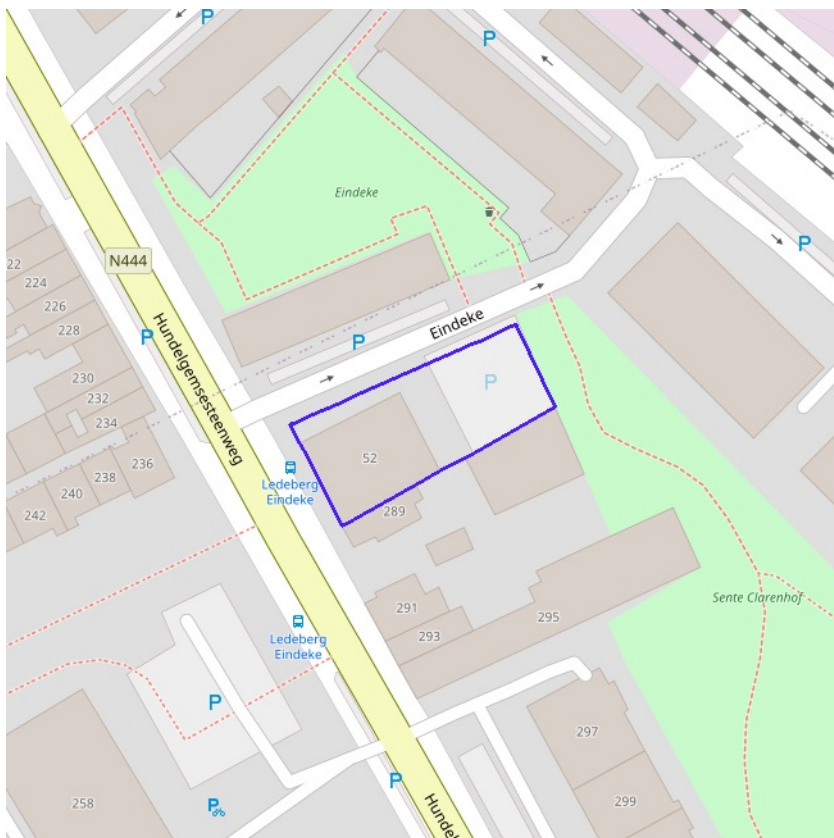 P
P
Eindeke
P
N444
22
224
226
228
230
232
234
236
238
240
242
Hundelgemsesteenweg
P
P
Eindeke
P
52
289
Ledeberg
Eindeke
291
293
295
Sente Clarenhof
Ledeberg
Eindeke
P
P
258
P
Hundel
297
299